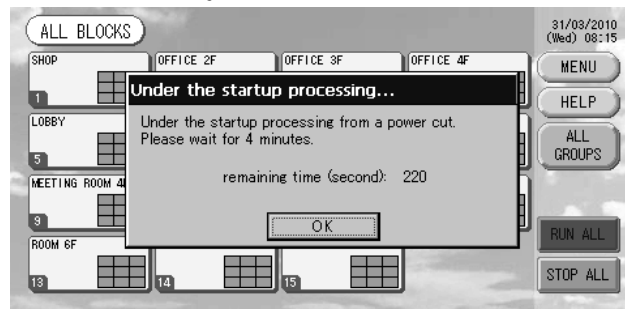 ALL BLOCKS
31/03/2010
(Wed) 08:15
SHOP
OFFICE 2F
OFFICE 3F
OFFICE 4F
MENU
1
Under the startup processing...
HELP
LOBBY
Under the startup processing from a power cut.
Please wait for 4 minutes.
ALL
GROUPS
5
MEETING ROOM
remaining time (second): 220
9
OK
RUN ALL
ROOM 6F
13
14
15
STOP ALL